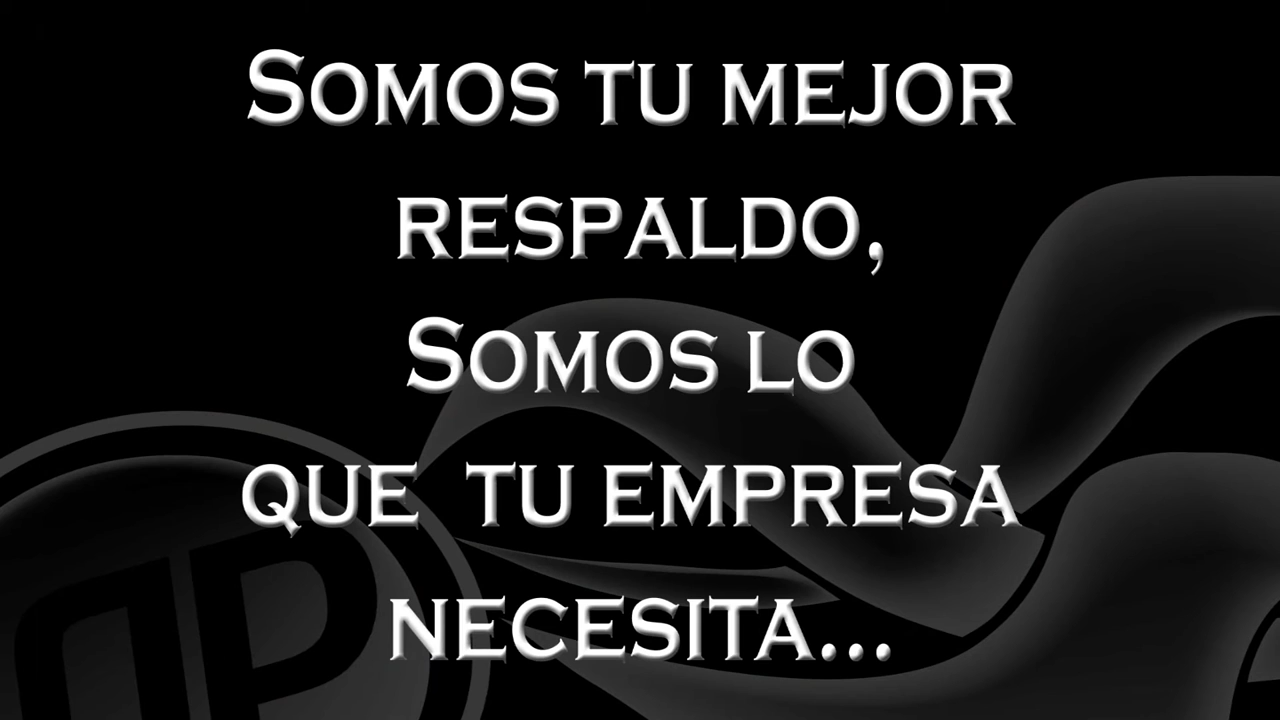 Somos tu mejor
respaldo,
Somos lo
que tu empresa
necesita...